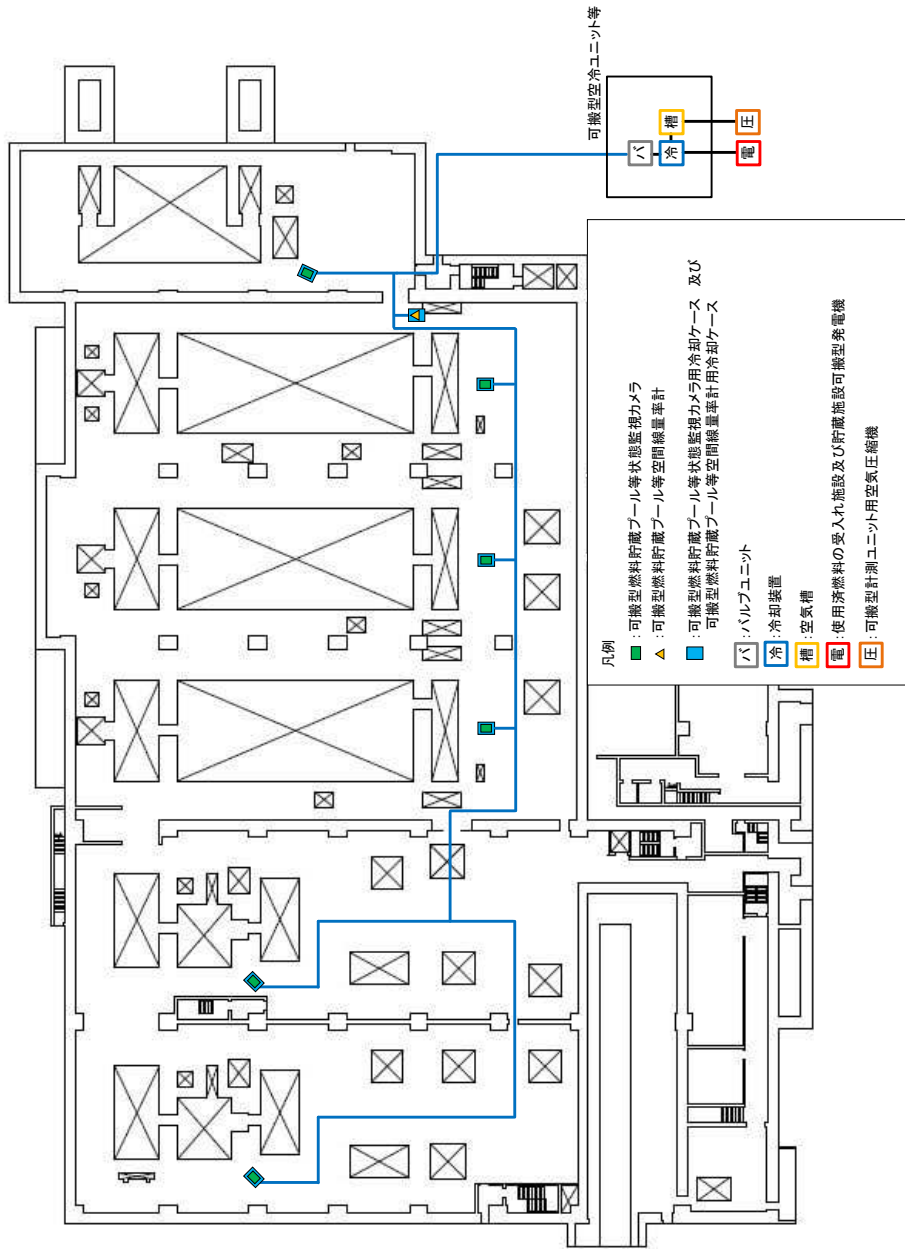 可搬型空冷ユニット等
バ
冷
槽
電
圧
凡例
：可搬型燃料貯蔵プール等状態監視カメラ
：可搬型燃料貯蔵プール等空間線量率計
：可搬型燃料貯蔵プール等状態監視カメラ用冷却ケース 及び
可搬型燃料貯蔵プール等空間線量率計用冷却ケース
バ：バルブユニット
冷：冷却装置
槽：空気槽
電：使用済燃料の受入れ施設及び貯蔵施設可搬型発電機
圧：可搬型計測ユニット用空気圧縮機